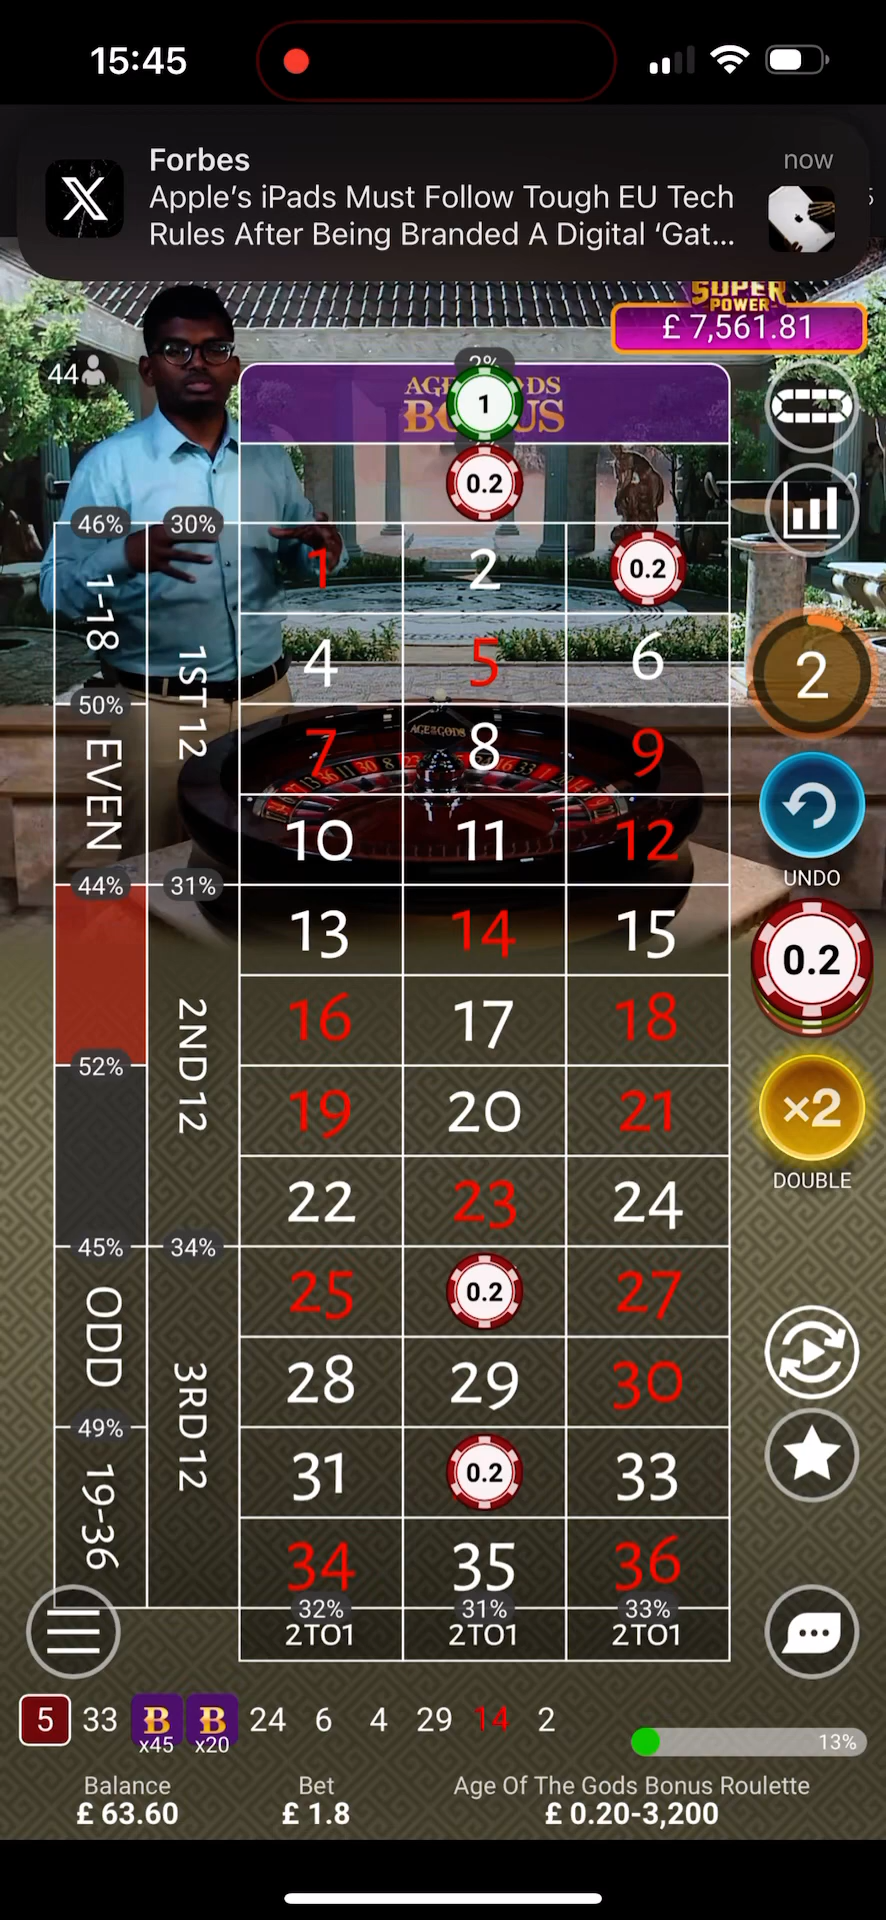 15:45
Forbes
now
Apple's iPads Must Follow Tough EU Tech
Rules After Being Branded A Digital 'Gat...
SUPER
POWER
£ 7,561.81
44
2%
BONUS
1
0.2
46%
30%
1 2 0.2
1-18
1ST 12
4 5 6
50%
AGE OF THE GODS
EVEN
7 8 9
10 11 12
44%
31%
13 14 15
2ND 12
16 17 18
52%
19 20 21
22 23 24
45%
34%
ODD
3RD 12
25 0.2 27
28 29 30
49%
19-36
31 0.2 33
34 35 36
32% 31% 33%
2TO1 2TO1 2TO1
2
UNDO
0.2
×2
DOUBLE
5 33 B B 24 6 4 29 14 2
x45 x20
13%
Balance
£ 63.60
Bet
£ 1.8
Age Of The Gods Bonus Roulette
£ 0.20-3,200